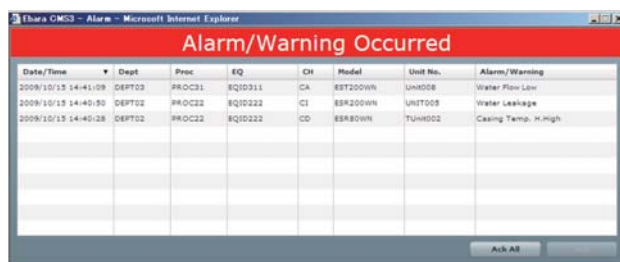 Ebara GMS3 - Alarm - Microsoft Internet Explorer
Alarm/Warning Occurred
Date/Time ▼ Dept Proc EQ CH Model Unit No. Alarm/Warning
2009/10/15 14:41:09 DEPT03 PROC31 EQID311 CA EST200WN Unit008 Water Flow Low
2009/10/15 14:40:50 DEPT02 PROC22 EQID222 CI ESR200WN UNIT005 Water Leakage
2009/10/15 14:40:28 DEPT02 PROC22 EQID222 CD ESR80WN TUnit002 Casing Temp. H.High
Ack All